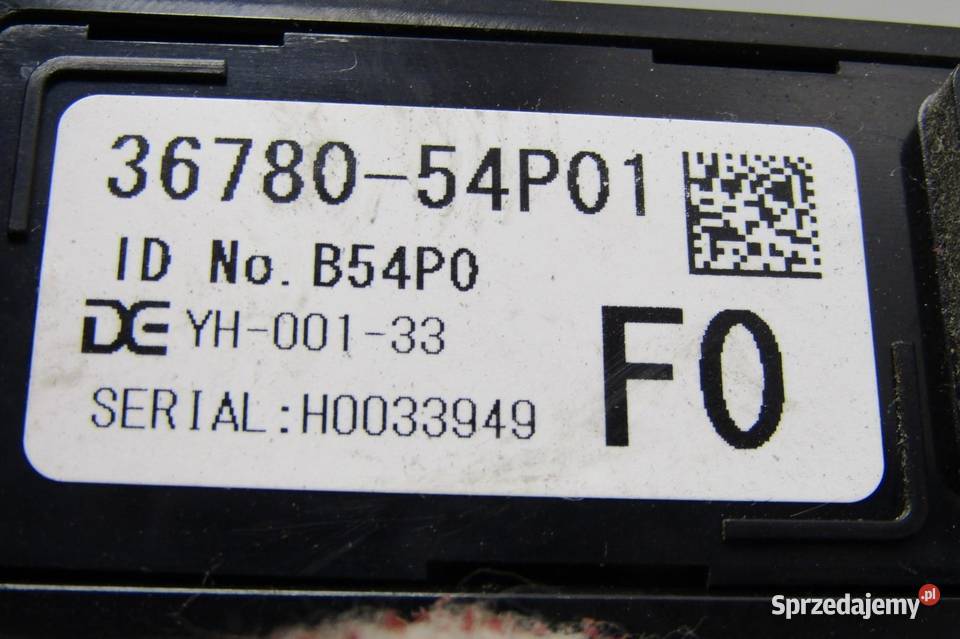 36780-54P01
ID No. B54P0
DE YH-001-33
F0
SERIAL:H0033949
Sprzedajemy.pl